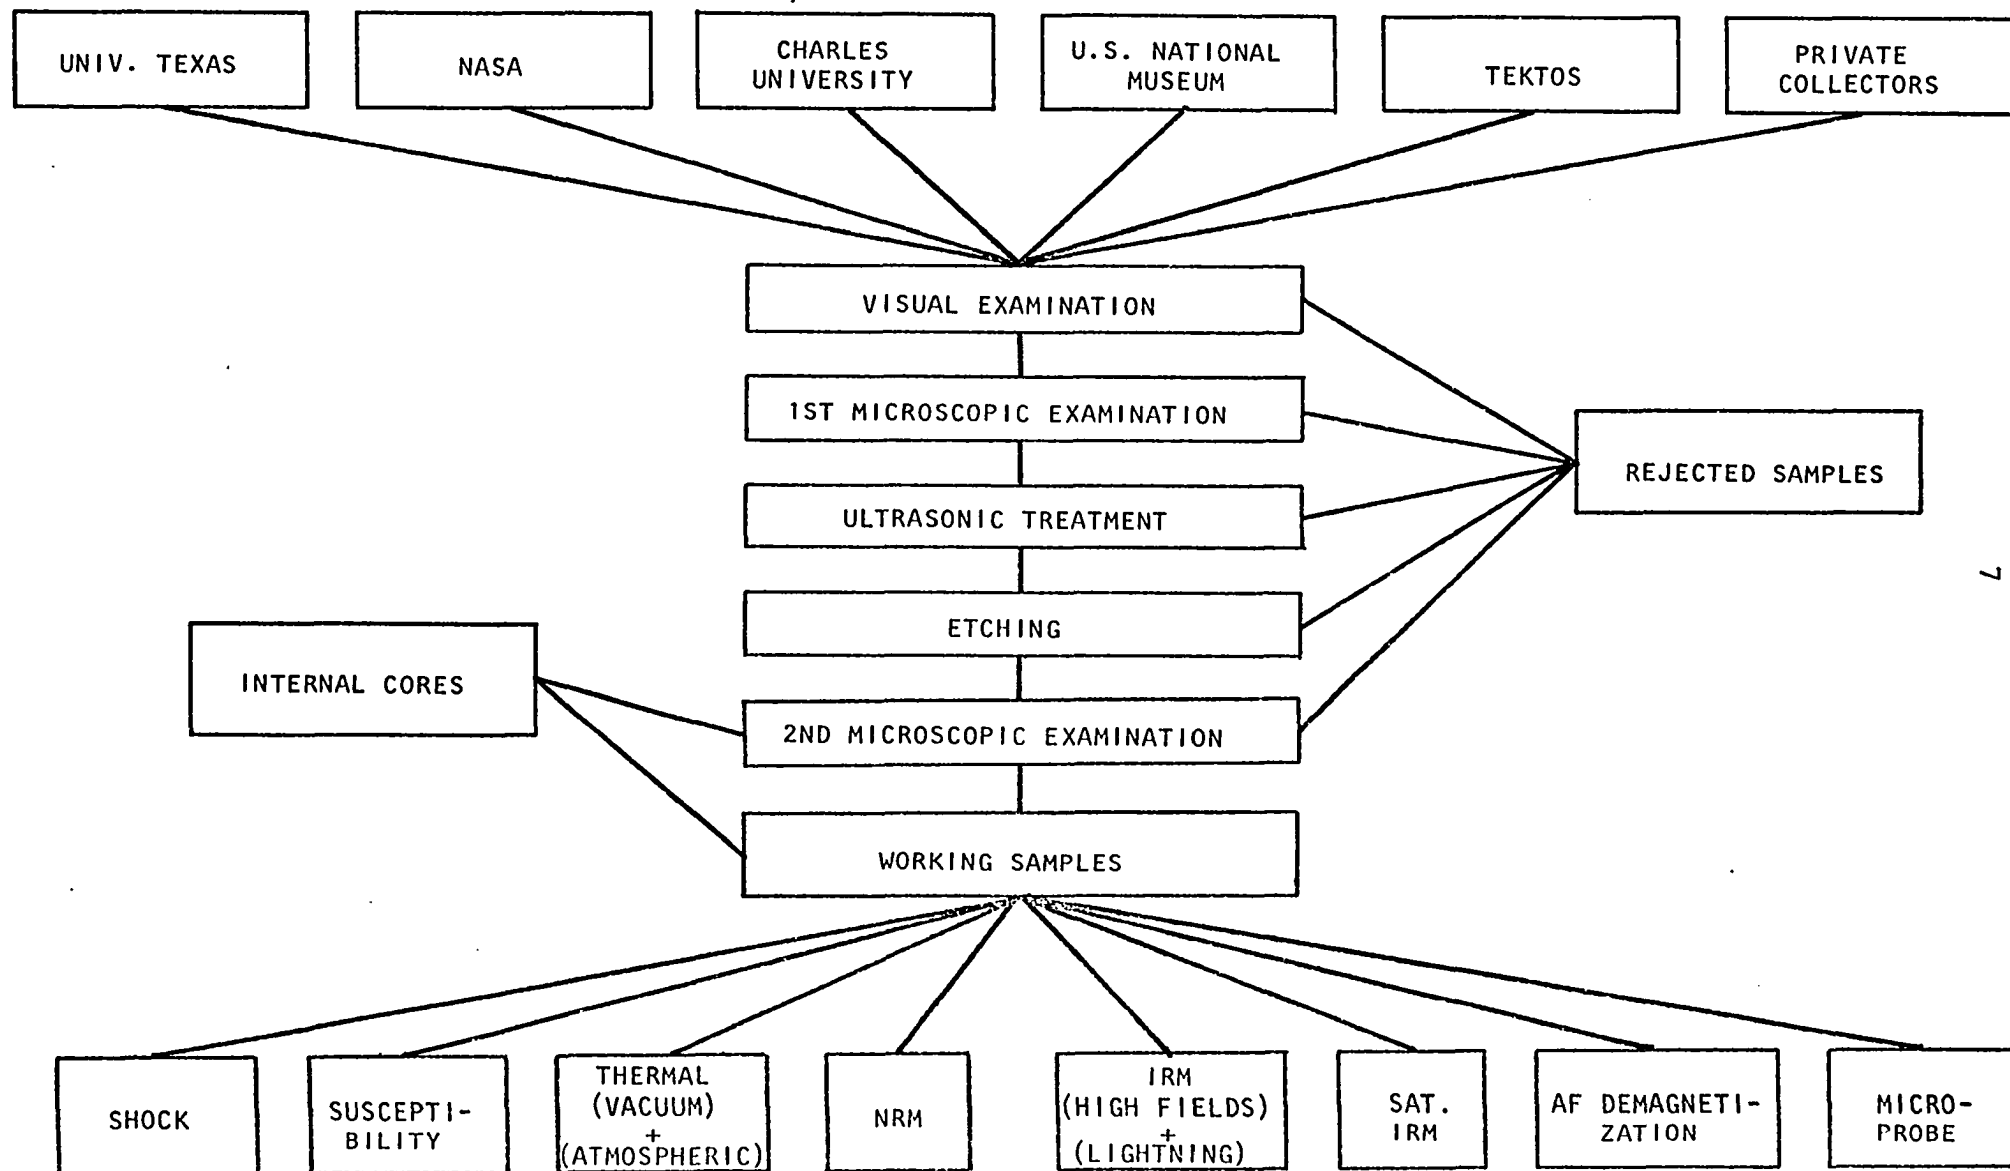 UNIV. TEXAS
NASA
CHARLES
UNIVERSITY
U.S. NATIONAL
MUSEUM
TEKTOS
PRIVATE
COLLECTORS
VISUAL EXAMINATION
1ST MICROSCOPIC EXAMINATION
REJECTED SAMPLES
ULTRASONIC TREATMENT
7
ETCHING
INTERNAL CORES
2ND MICROSCOPIC EXAMINATION
WORKING SAMPLES
SHOCK
SUSCEPTI-
BILITY
THERMAL
(VACUUM)
+
(ATMOSPHERIC)
NRM
IRM
(HIGH FIELDS)
+
(LIGHTNING)
SAT.
IRM
AF DEMAGNETI-
ZATION
MICRO-
PROBE